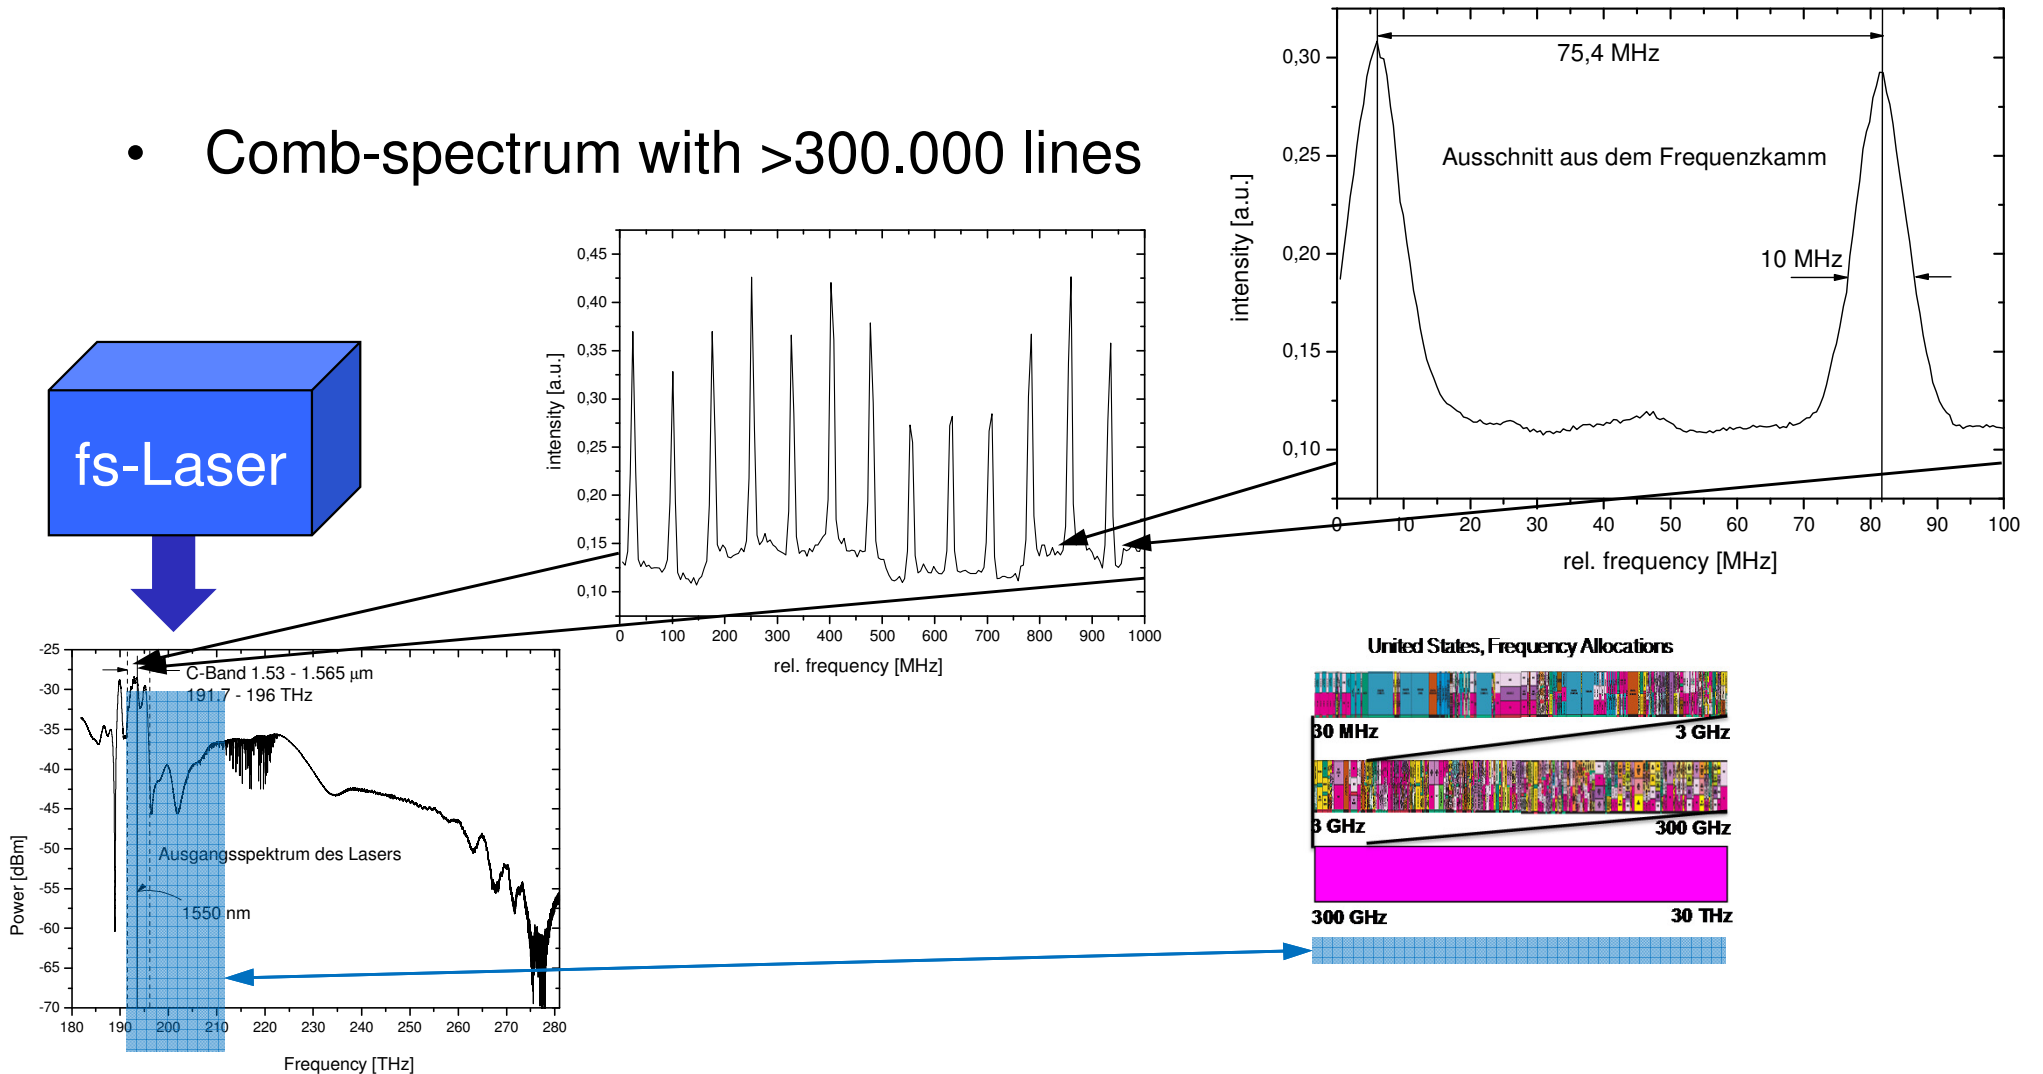 • Comb-spectrum with >300.000 lines
fs-Laser
0,45
0,40
0,35
0,30
0,25
0,20
0,15
0,10
intensity [a.u.]
0 100 200 300 400 500 600 700 800 900 1000
rel. frequency [MHz]
75,4 MHz
Ausschnitt aus dem Frequenzkamm
10 MHz
0,30
0,25
0,20
0,15
0,10
intensity [a.u.]
0 10 20 30 40 50 60 70 80 90 100
rel. frequency [MHz]
-25
-30
-35
-40
-45
-50
-55
-60
-65
-70
Power [dBm]
C-Band 1.53 - 1.565 µm
191.7 - 196 THz
Ausgangsspektrum des Lasers
1550 nm
180 190 200 210 220 230 240 250 260 270 280
Frequency [THz]
United States, Frequency Allocations
30 MHz 3 GHz
3 GHz 300 GHz
300 GHz 30 THz